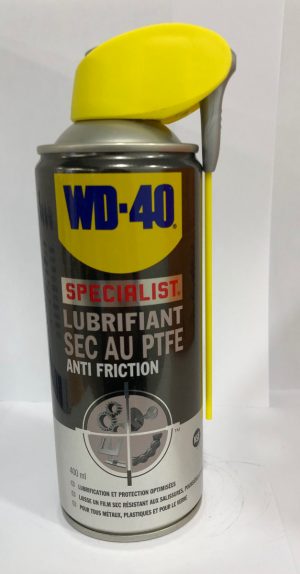 WD-40®
SPECIALIST®
LUBRIFIANT
SEC AU PTFE
ANTI FRICTION
™
400 ml
LUBRIFICATION ET PROTECTION OPTIMISÉES
LAISSE UN FILM SEC RÉSISTANT AUX SALISSURES,
POUR TOUS MÉTAUX, PLASTIQUES ET POUR LE VERRE